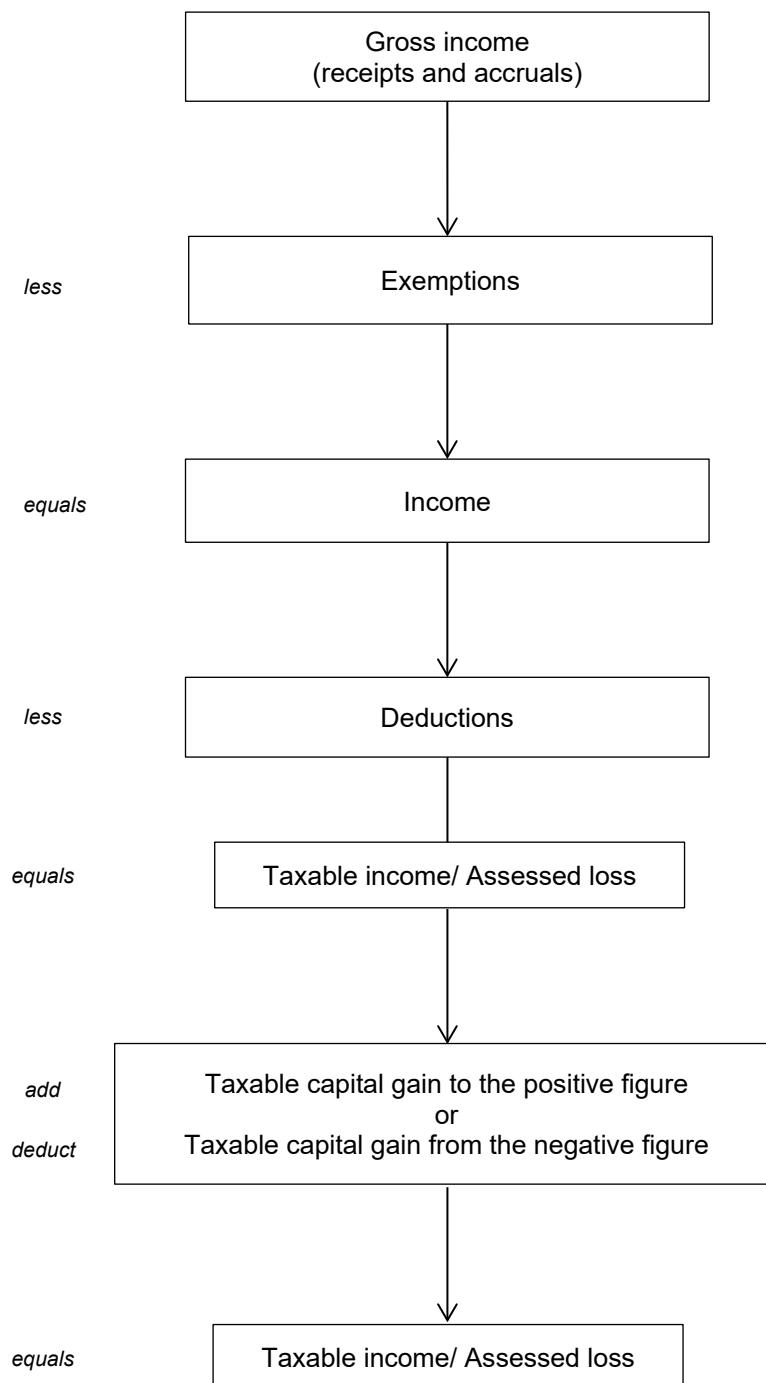 Gross income
(receipts and accruals)
less
Exemptions
equals
Income
less
Deductions
equals
Taxable income/ Assessed loss
add
Taxable capital gain to the positive figure
or
deduct
Taxable capital gain from the negative figure
equals
Taxable income/ Assessed loss